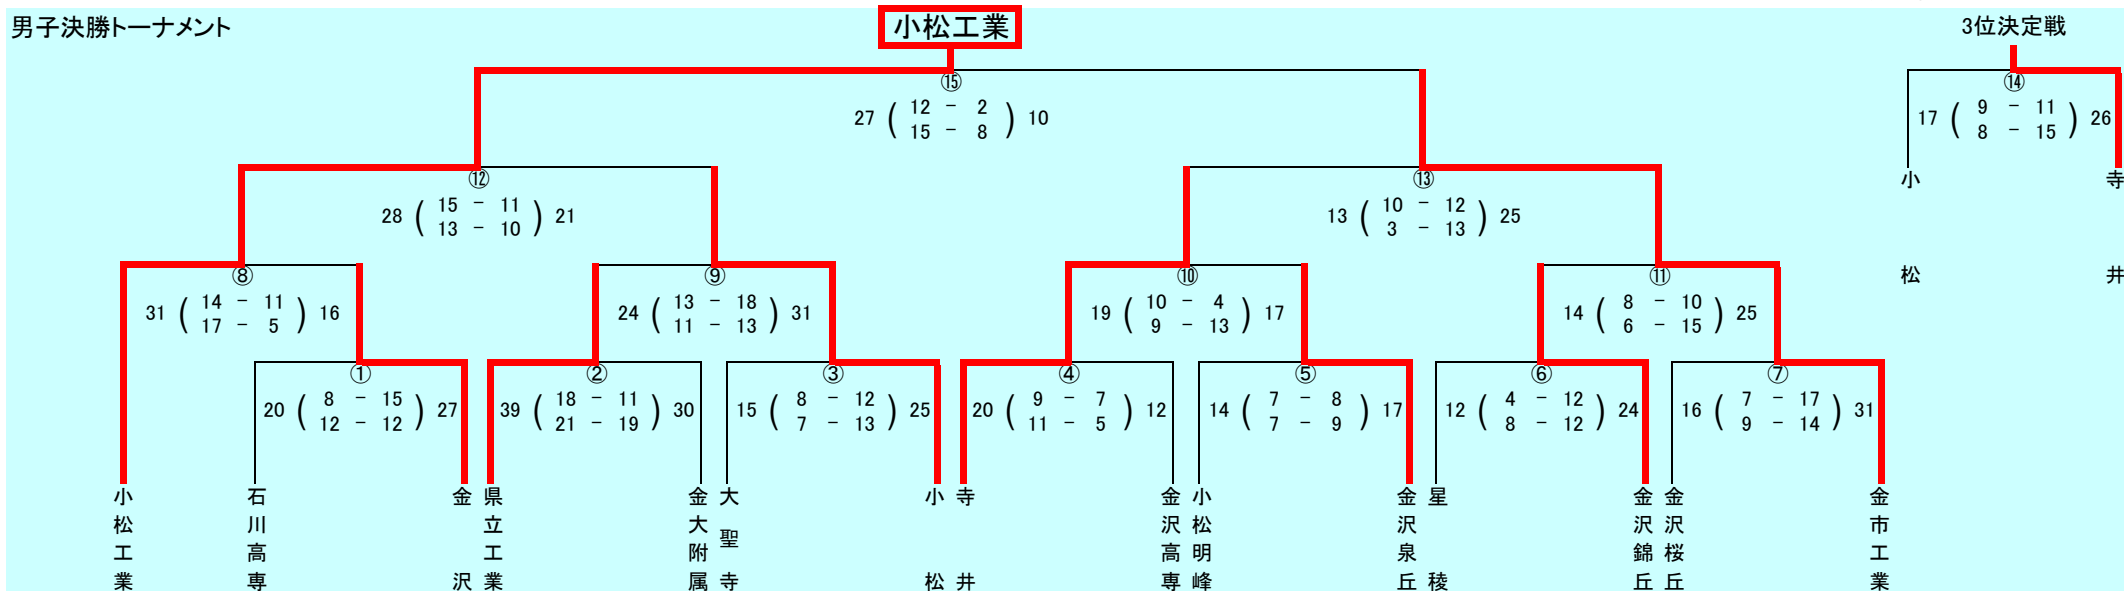 男子決勝トーナメント
小松工業
3位決定戦
⑮
27 ( 12 - 2 ) 10
15 - 8
⑭
17 ( 9 - 11 ) 26
8 - 15
小松
寺井
⑫
28 ( 15 - 11 ) 21
13 - 10
⑬
13 ( 10 - 12 ) 25
3 - 13
⑧
31 ( 14 - 11 ) 16
17 - 5
⑨
24 ( 13 - 18 ) 31
11 - 13
⑩
19 ( 10 - 4 ) 17
9 - 13
⑪
14 ( 8 - 10 ) 25
6 - 15
①
20 ( 8 - 15 ) 27
12 - 12
②
39 ( 18 - 11 ) 30
21 - 19
③
15 ( 8 - 12 ) 25
7 - 13
④
20 ( 9 - 7 ) 12
11 - 5
⑤
14 ( 7 - 8 ) 17
7 - 9
⑥
12 ( 4 - 12 ) 24
8 - 12
⑦
16 ( 7 - 17 ) 31
9 - 14
小松工業
石川高専
金沢
県立工業
金大附属
大聖寺
小松
寺井
金沢高専
小松明峰
金沢泉丘
星稜
金沢錦丘
金沢桜丘
金市工業